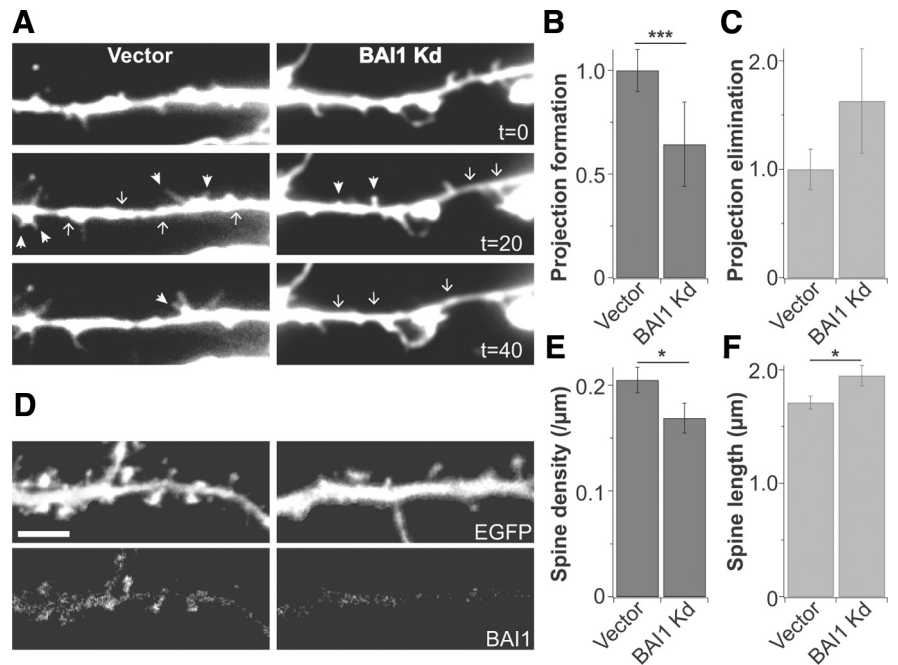 A
Vector
BAI1 Kd
t=0
t=20
t=40
B
***
Projection formation
1.0
0.5
0
Vector
BAI1 Kd
C
Projection elimination
2.0
1.0
0
Vector
BAI1 Kd
D
EGFP
BAI1
E
*
Spine density (/μm)
0.2
0.1
0
Vector
BAI1 Kd
F
*
Spine length (μm)
2.0
1.0
0
Vector
BAI1 Kd